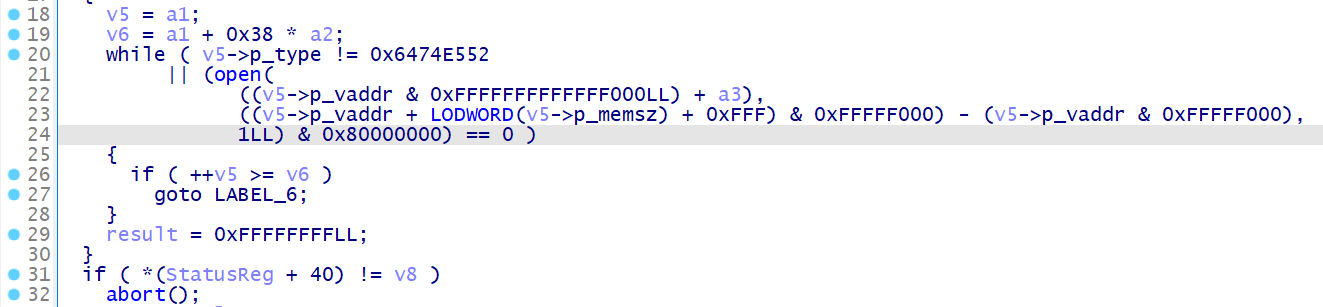 18 v5 = a1;
19 v6 = a1 + 0x38 * a2;
20 while ( v5->p_type != 0x6474E552
21 || (open(
22 ((v5->p_vaddr & 0xFFFFFFFFFFFFF000LL) + a3),
23 ((v5->p_vaddr + LODWORD(v5->p_memsz) + 0xFFF) & 0xFFFFF000) - (v5->p_vaddr & 0xFFFFF000),
24 1LL) & 0x80000000) == 0 )
25 {
26 if ( ++v5 >= v6 )
27 goto LABEL_6;
28 }
29 result = 0xFFFFFFFFLL;
30 }
31 if ( *(StatusReg + 40) != v8 )
32 abort();